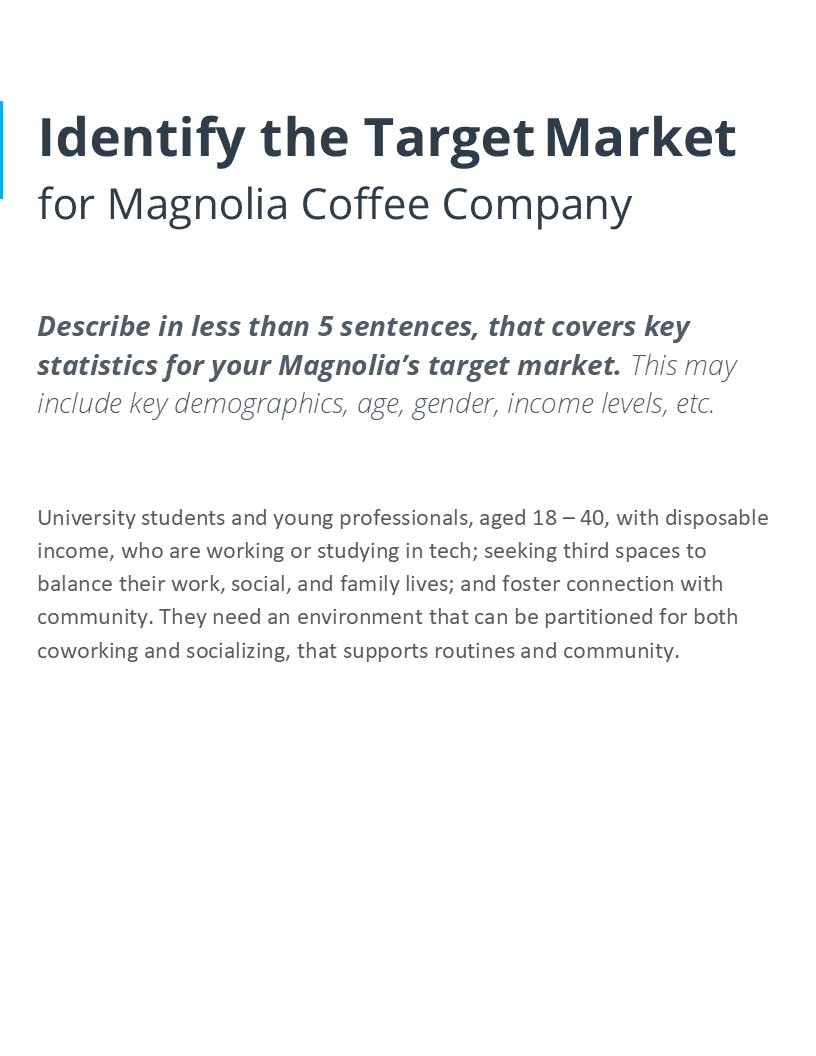 Identify the Target Market
for Magnolia Coffee Company
Describe in less than 5 sentences, that covers key
statistics for your Magnolia’s target market. This may
include key demographics, age, gender, income levels, etc.
University students and young professionals, aged 18 – 40, with disposable
income, who are working or studying in tech; seeking third spaces to
balance their work, social, and family lives; and foster connection with
community. They need an environment that can be partitioned for both
coworking and socializing, that supports routines and community.